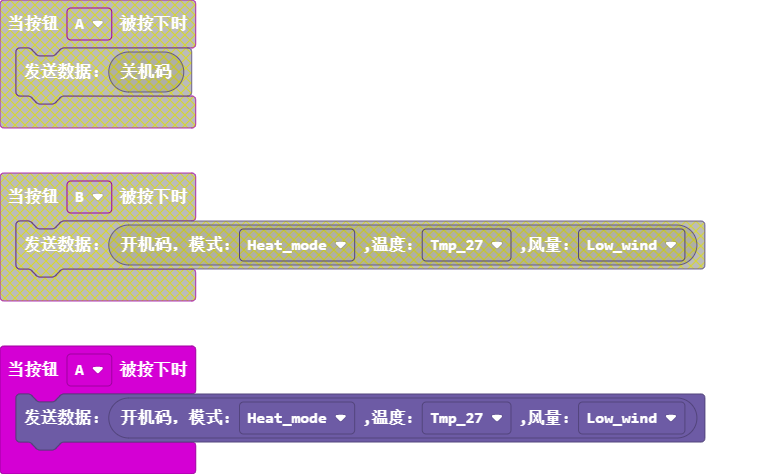 当按钮 A 被按下时
发送数据: 关机码
当按钮 B 被按下时
发送数据: 开机码，模式: Heat_mode ,温度: Tmp_27 ,风量: Low_wind
当按钮 A 被按下时
发送数据: 开机码，模式: Heat_mode ,温度: Tmp_27 ,风量: Low_wind